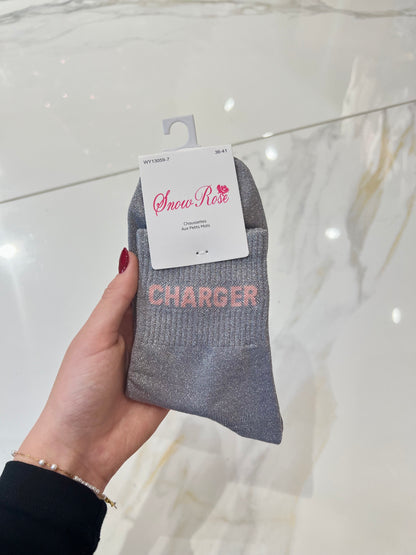 WY13059-7 36-41
Snow Rose
Chaussettes
Aux Petits Mots
CHARGER